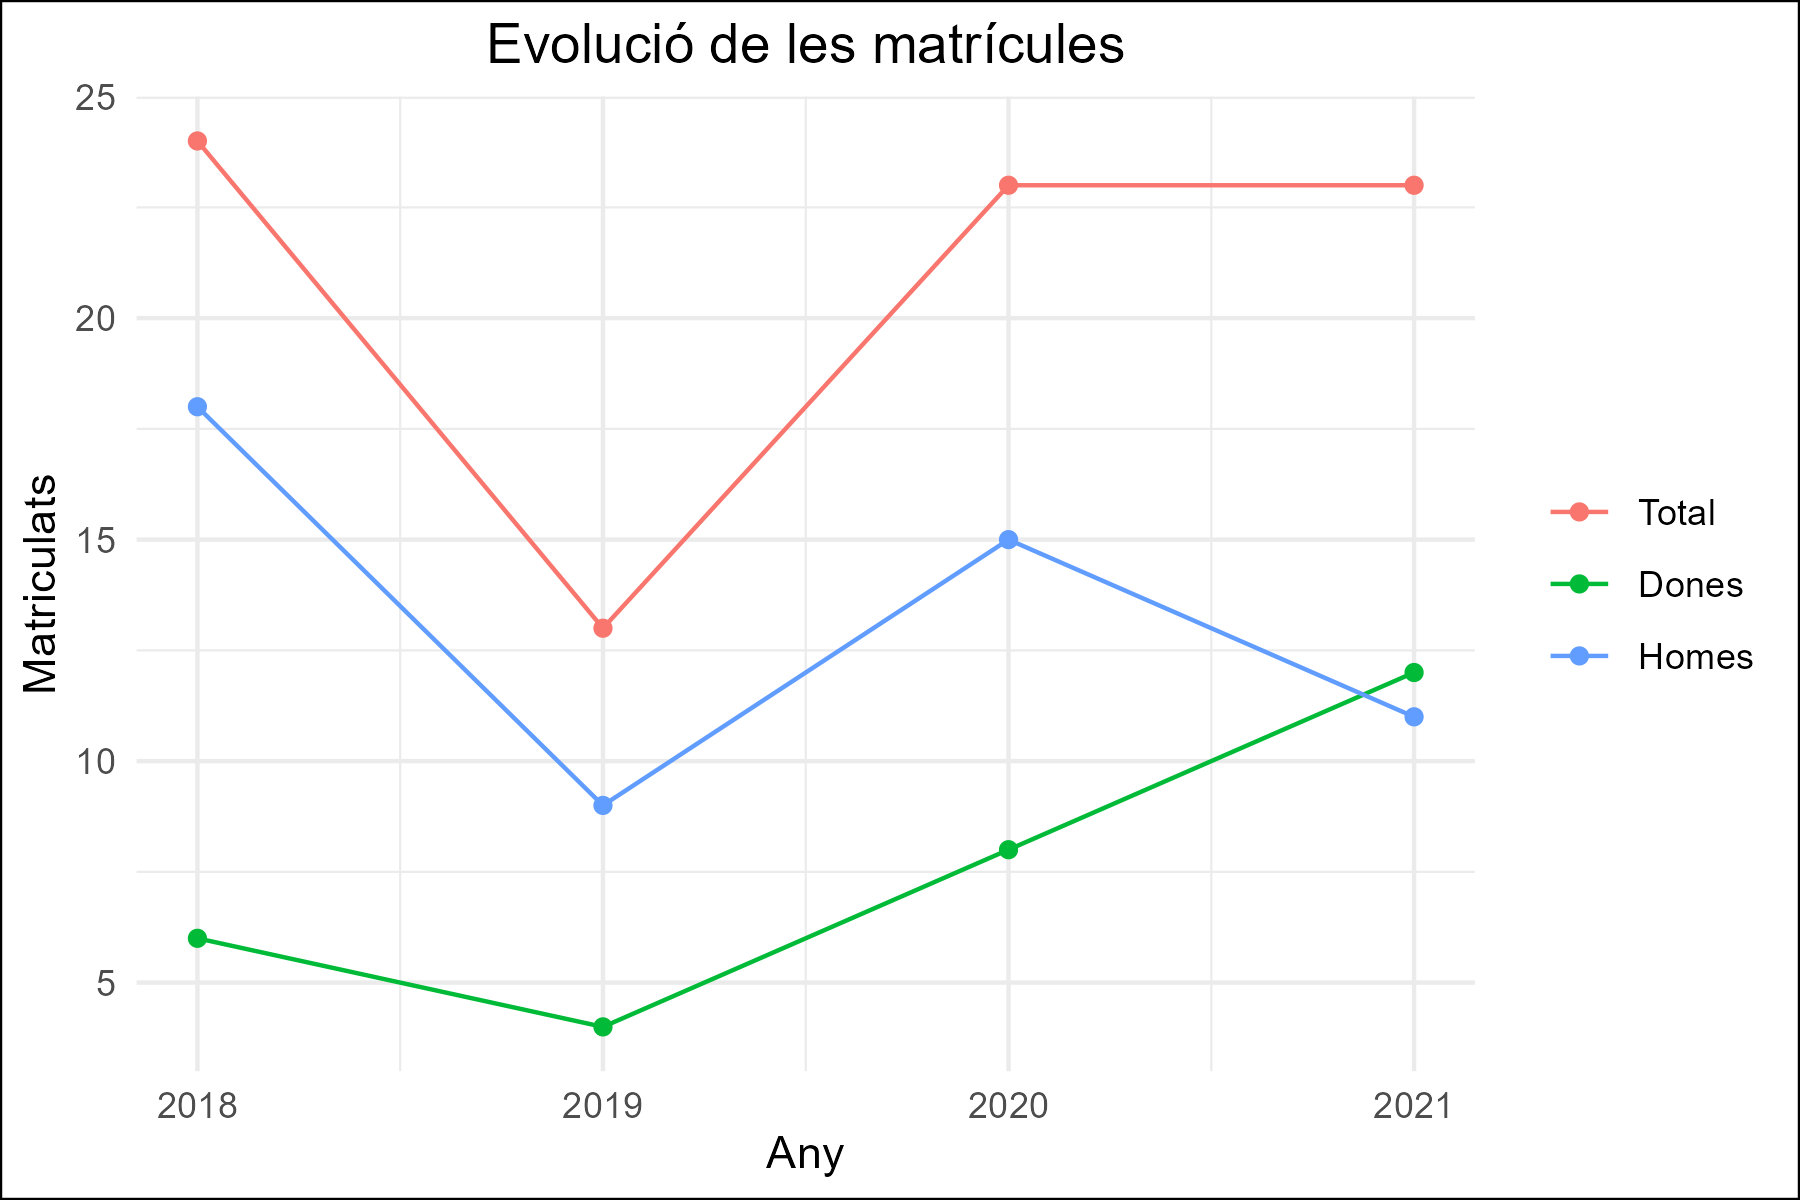 Evolució de les matrícules
25
20
15
10
5
Matriculats
2018 2019 2020 2021
Any
Total
Dones
Homes